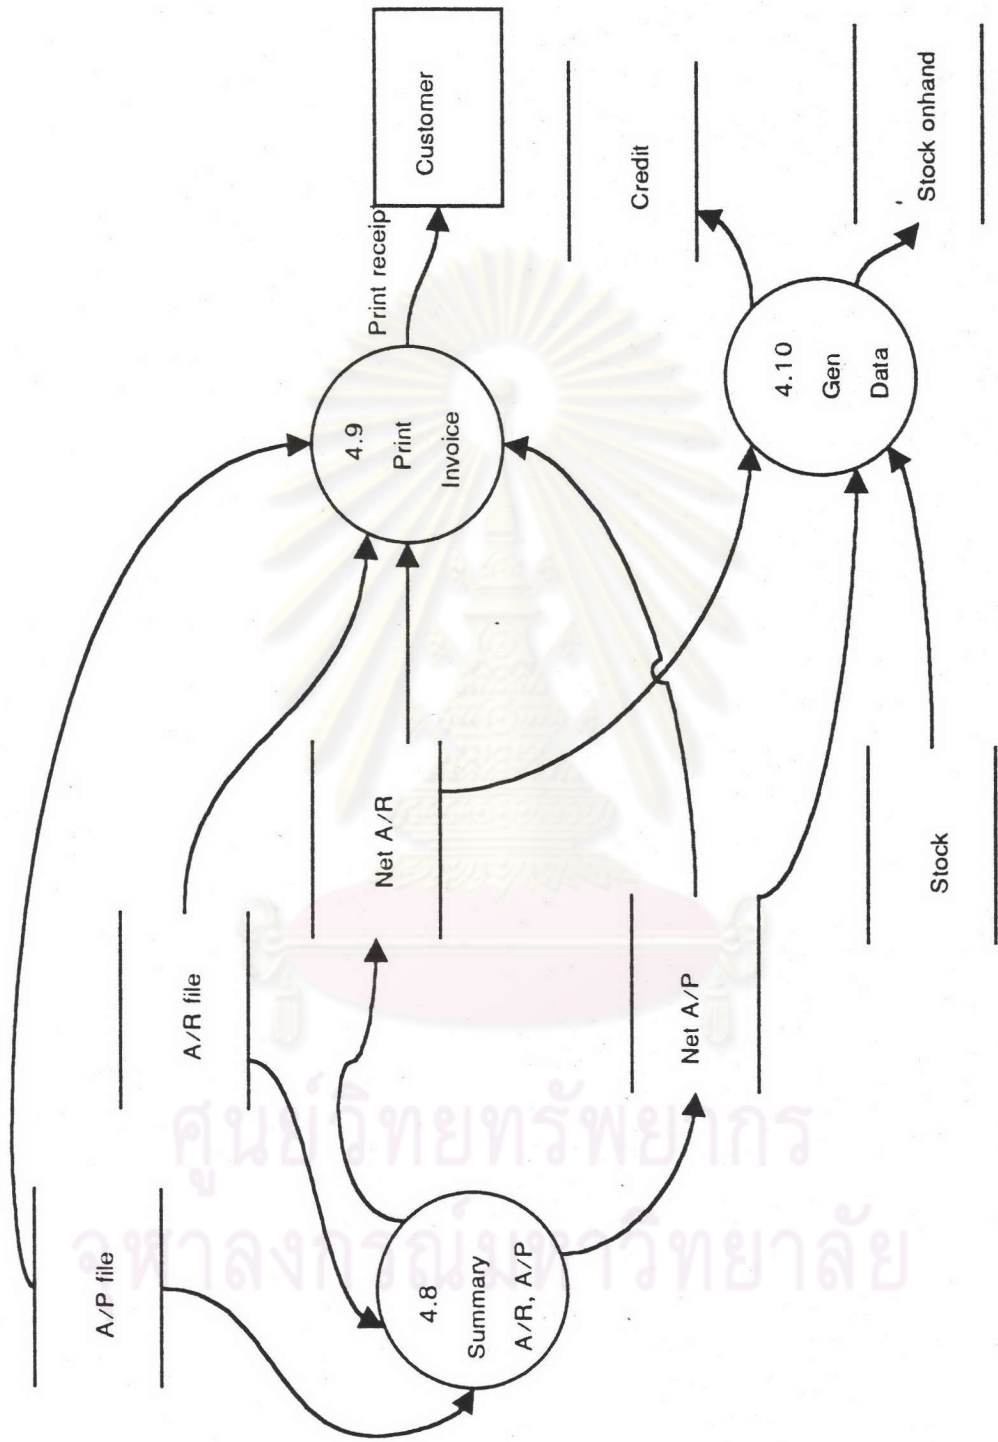 A/P file
A/R file
4.8
Summary
A/R, A/P
Net A/R
Net A/P
Stock
4.9
Print
Invoice
Print receipt
Customer
4.10
Gen
Data
Credit
Stock onhand
ศูนย์วิทยทรัพยากร
จุฬาลงกรณ์มหาวิทยาลัย